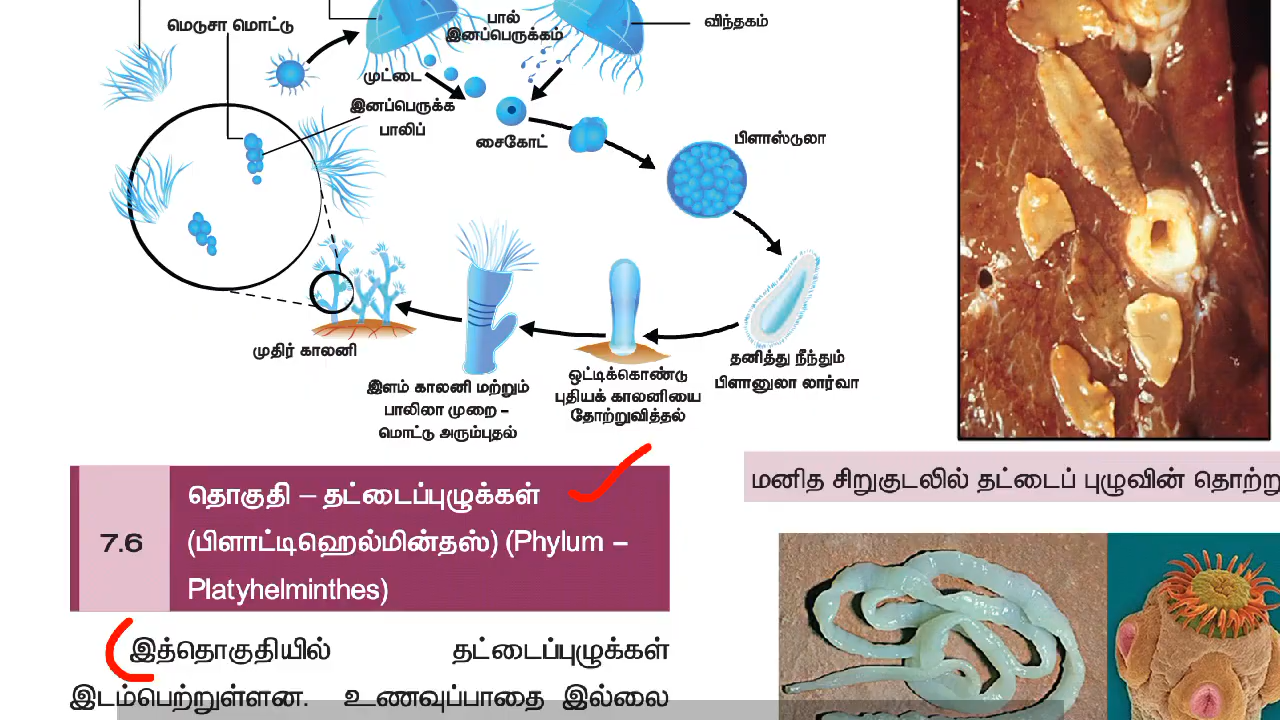 மெடுசா மொட்டு
பால்
இனப்பெருக்கம்
விந்தகம்
முட்டை
இனப்பெருக்க
பாலிப்
சைகோட்
பிளாஸ்டுலா
முதிர் காலனி
இளம் காலனி மற்றும்
பாலிலா முறை –
மொட்டு அரும்புதல்
ஒட்டிக்கொண்டு
புதியக் காலனியை
தோற்றுவித்தல்
தனித்து நீந்தும்
பிளானுலா லார்வா
7.6
தொகுதி – தட்டைப்புழுக்கள்
(பிளாட்டிஹெல்மின்தஸ்) (Phylum –
Platyhelminthes)
இத்தொகுதியில் தட்டைப்புழுக்கள்
இடம்பெற்றுள்ளன. உணவுப்பாதை இல்லை
மனித சிறுகுடலில் தட்டைப் புழுவின் தொற்று